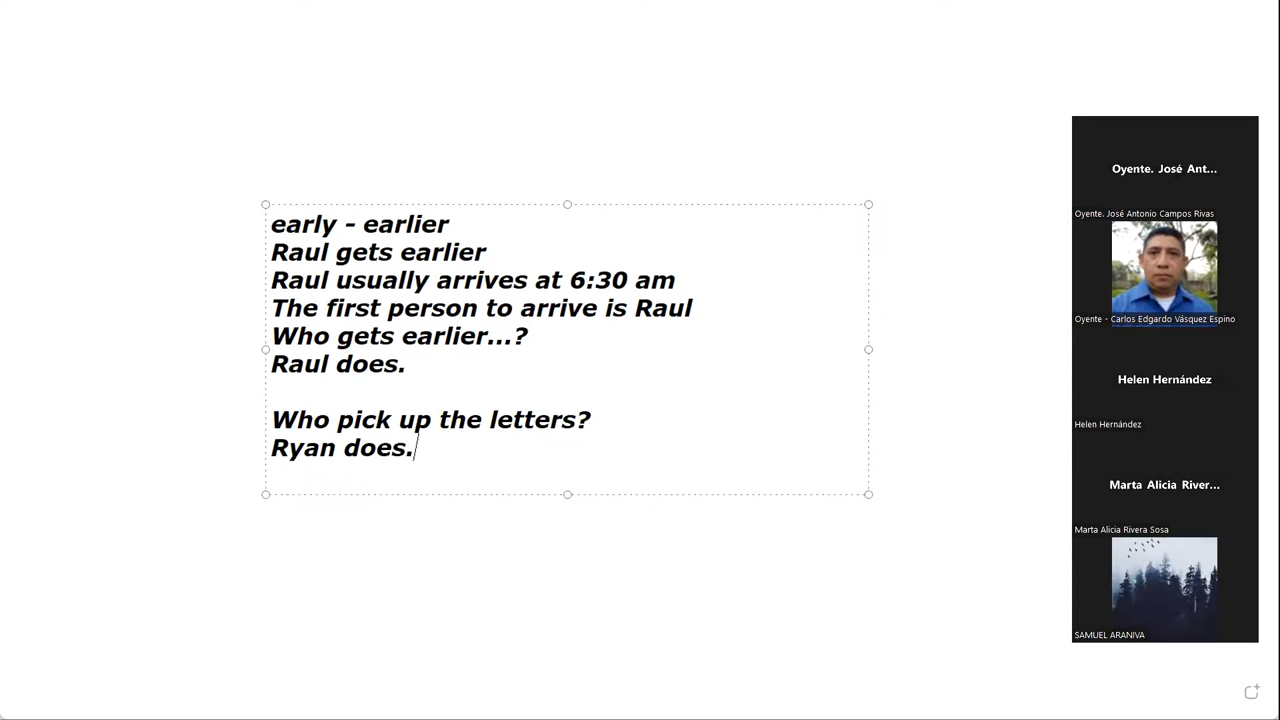 early - earlier
Raul gets earlier
Raul usually arrives at 6:30 am
The first person to arrive is Raul
Who gets earlier...?
Raul does.
Who pick up the letters?
Ryan does.
Oyente. José Ant...
Oyente. José Antonio Campos Rivas
Oyente - Carlos Edgardo Vásquez Espino
Helen Hernández
Helen Hernández
Marta Alicia River...
Marta Alicia Rivera Sosa
SAMUEL ARANIVA